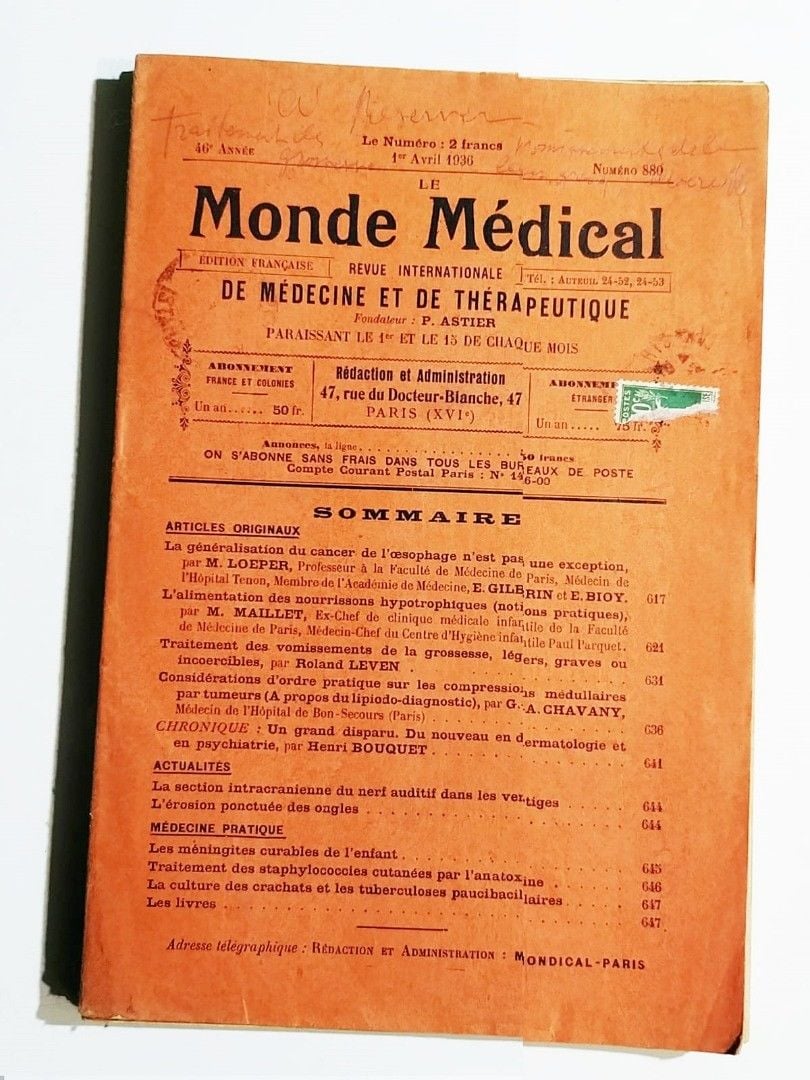 à Réserver
Traitement des
46e ANNÉE
Le Numéro : 2 francs
1er Avril 1936
NUMÉRO 880
LE
Monde Médical
ÉDITION FRANÇAISE
REVUE INTERNATIONALE
Tél. : AUTEUIL 24-52, 24-53
DE MÉDECINE ET DE THÉRAPEUTIQUE
Fondateur : P. ASTIER
PARAISSANT LE 1er ET LE 15 DE CHAQUE MOIS
ABONNEMENT
FRANCE ET COLONIES
Un an...... 50 fr.
Rédaction et Administration
47, rue du Docteur-Blanche, 47
PARIS (XVIe)
ABONNEME
ÉTRANGER
Un an ..... 75 fr.
POSTES
Annonces, la ligne . . . . . . . . . . . . . . . . 50 francs
ON S'ABONNE SANS FRAIS DANS TOUS LES BUREAUX DE POSTE
Compte Courant Postal Paris : N° 146-00
SOMMAIRE
ARTICLES ORIGINAUX
La généralisation du cancer de l'œsophage n'est pas une exception,
par M. LOEPER, Professeur à la Faculté de Médecine de Paris, Médecin de
l'Hôpital Tenon, Membre de l'Académie de Médecine, E. GILBRIN et E. BIOY. 617
L'alimentation des nourrissons hypotrophiques (notions pratiques),
par M. MAILLET, Ex-Chef de clinique médicale infantile de la Faculté
de Médecine de Paris, Médecin-Chef du Centre d'Hygiène infantile Paul Parquet. 621
Traitement des vomissements de la grossesse, légers, graves ou
incoercibles, par Roland LEVEN . . . . . . . . . . . . 631
Considérations d'ordre pratique sur les compressions médullaires
par tumeurs (A propos du lipiodo-diagnostic), par G.-A. CHAVANY,
Médecin de l'Hôpital de Bon-Secours (Paris) . . . . . . . . . . . . 636
CHRONIQUE : Un grand disparu. Du nouveau en dermatologie et
en psychiatrie, par Henri BOUQUET . . . . . . . . . . . . 641
ACTUALITÉS
La section intracranienne du nerf auditif dans les vertiges . . . . . . 644
L'érosion ponctuée des ongles . . . . . . . . . . . . 644
MÉDECINE PRATIQUE
Les méningites curables de l'enfant . . . . . . . . . . . . 645
Traitement des staphylococcies cutanées par l'anatoxine . . . . . . 646
La culture des crachats et les tuberculoses paucibacillaires . . . . . . 647
Les livres . . . . . . . . . . . . 647
Adresse télégraphique : RÉDACTION ET ADMINISTRATION : MONDICAL-PARIS